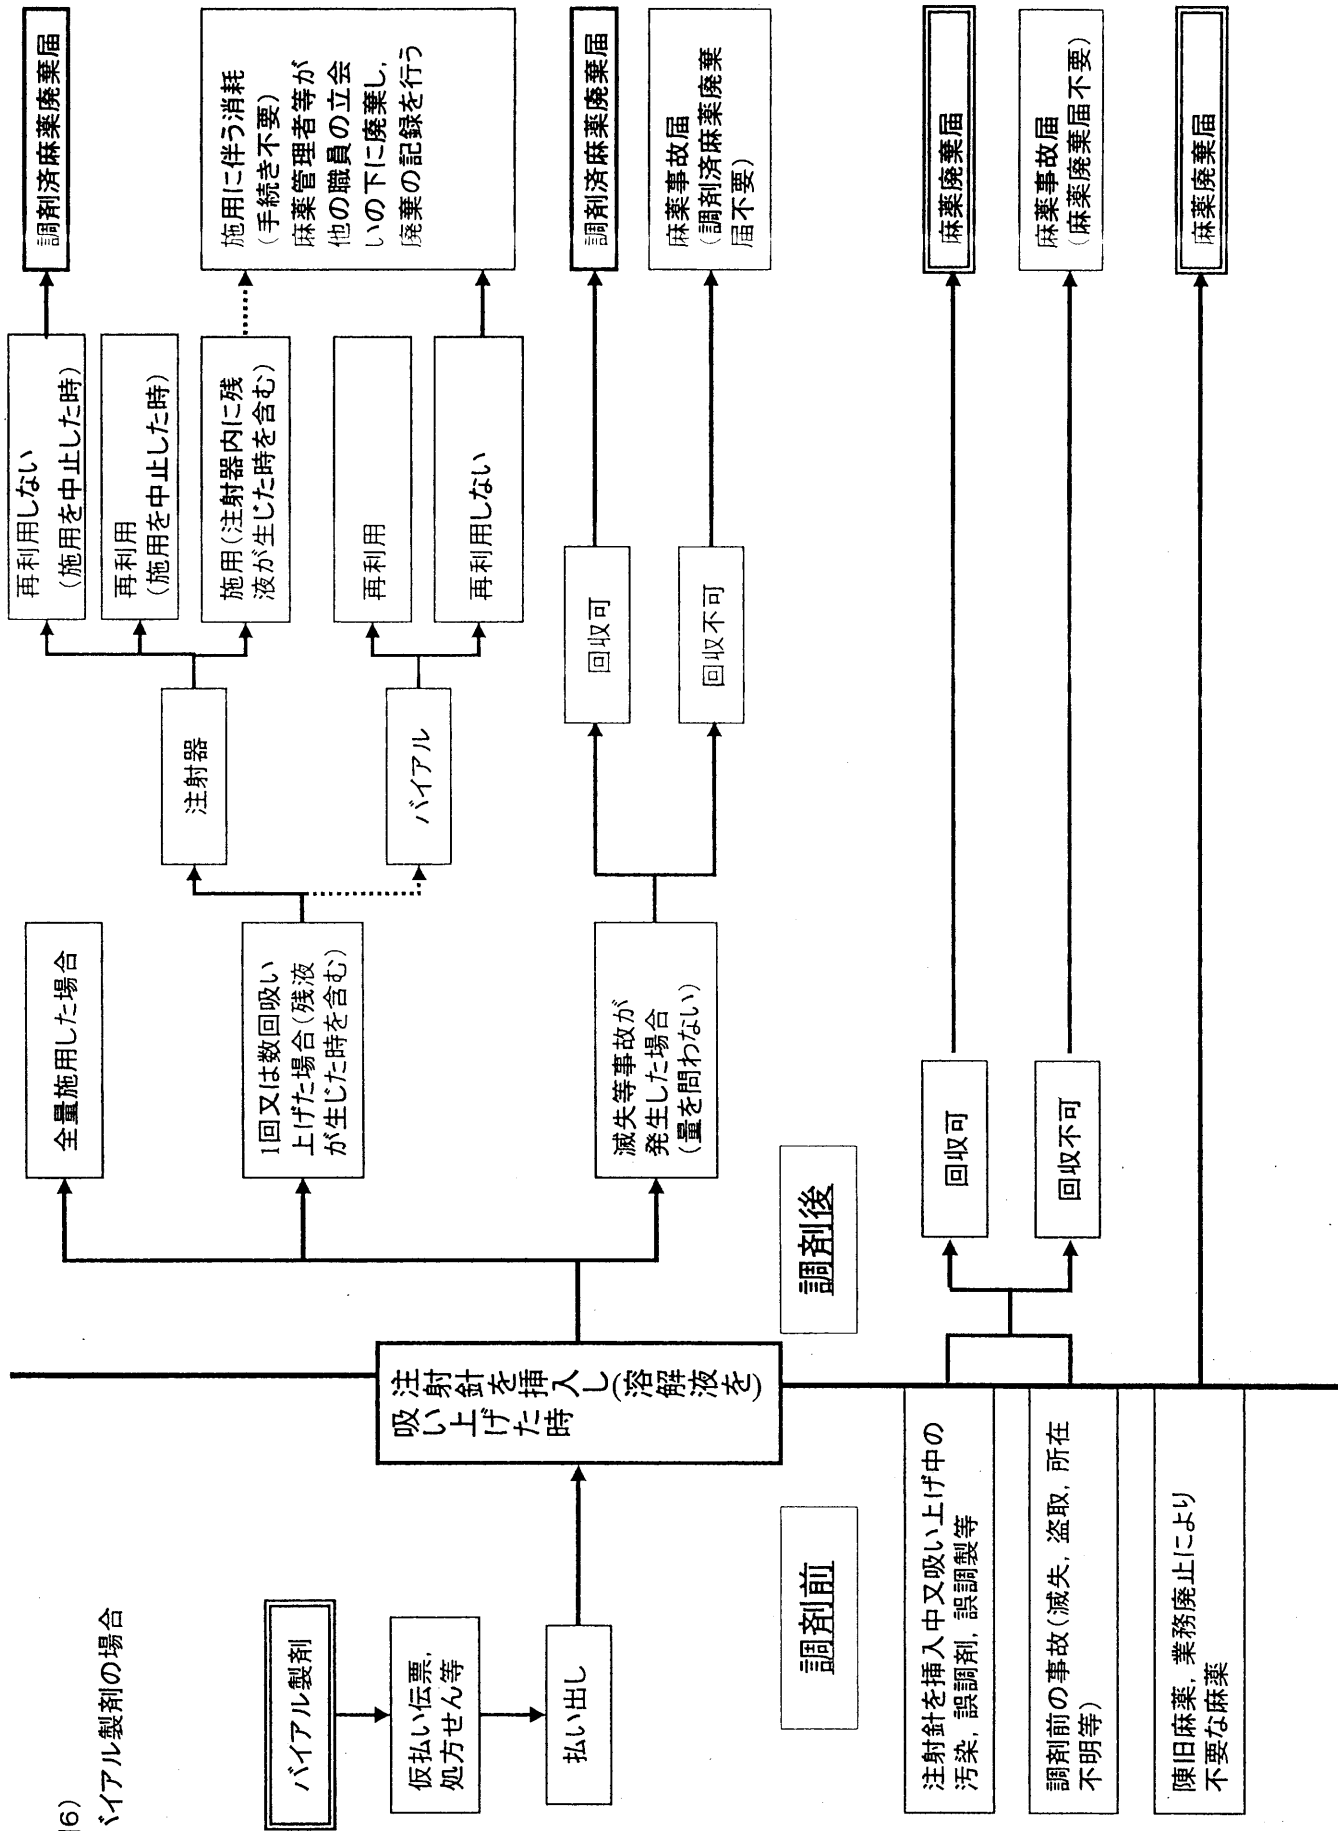 16)
バイアル製剤の場合
バイアル製剤
仮払い伝票,
処方せん等
払い出し
調剤前
注射針を挿入し(溶解液を)
吸い上げた時
調剤後
全量施用した場合
1回又は数回吸い
上げた場合(残液
が生じた時を含む)
滅失等事故が
発生した場合
(量を問わない)
注射器
バイアル
再利用しない
(施用を中止した時)
再利用
(施用を中止した時)
施用(注射器内に残
液が生じた時を含む)
再利用
再利用しない
回収可
回収不可
調剤済麻薬廃棄届
施用に伴う消耗
(手続き不要)
麻薬管理者等が
他の職員の立会
いの下に廃棄し,
廃棄の記録を行う
調剤済麻薬廃棄届
麻薬事故届
(調剤済麻薬廃棄
届不要)
注射針を挿入中又吸い上げ中の
汚染, 誤調剤, 誤調製等
調剤前の事故(滅失, 盗取, 所在
不明等)
陳旧麻薬, 業務廃止により
不要な麻薬
回収可
回収不可
麻薬廃棄届
麻薬事故届
(麻薬廃棄届不要)
麻薬廃棄届